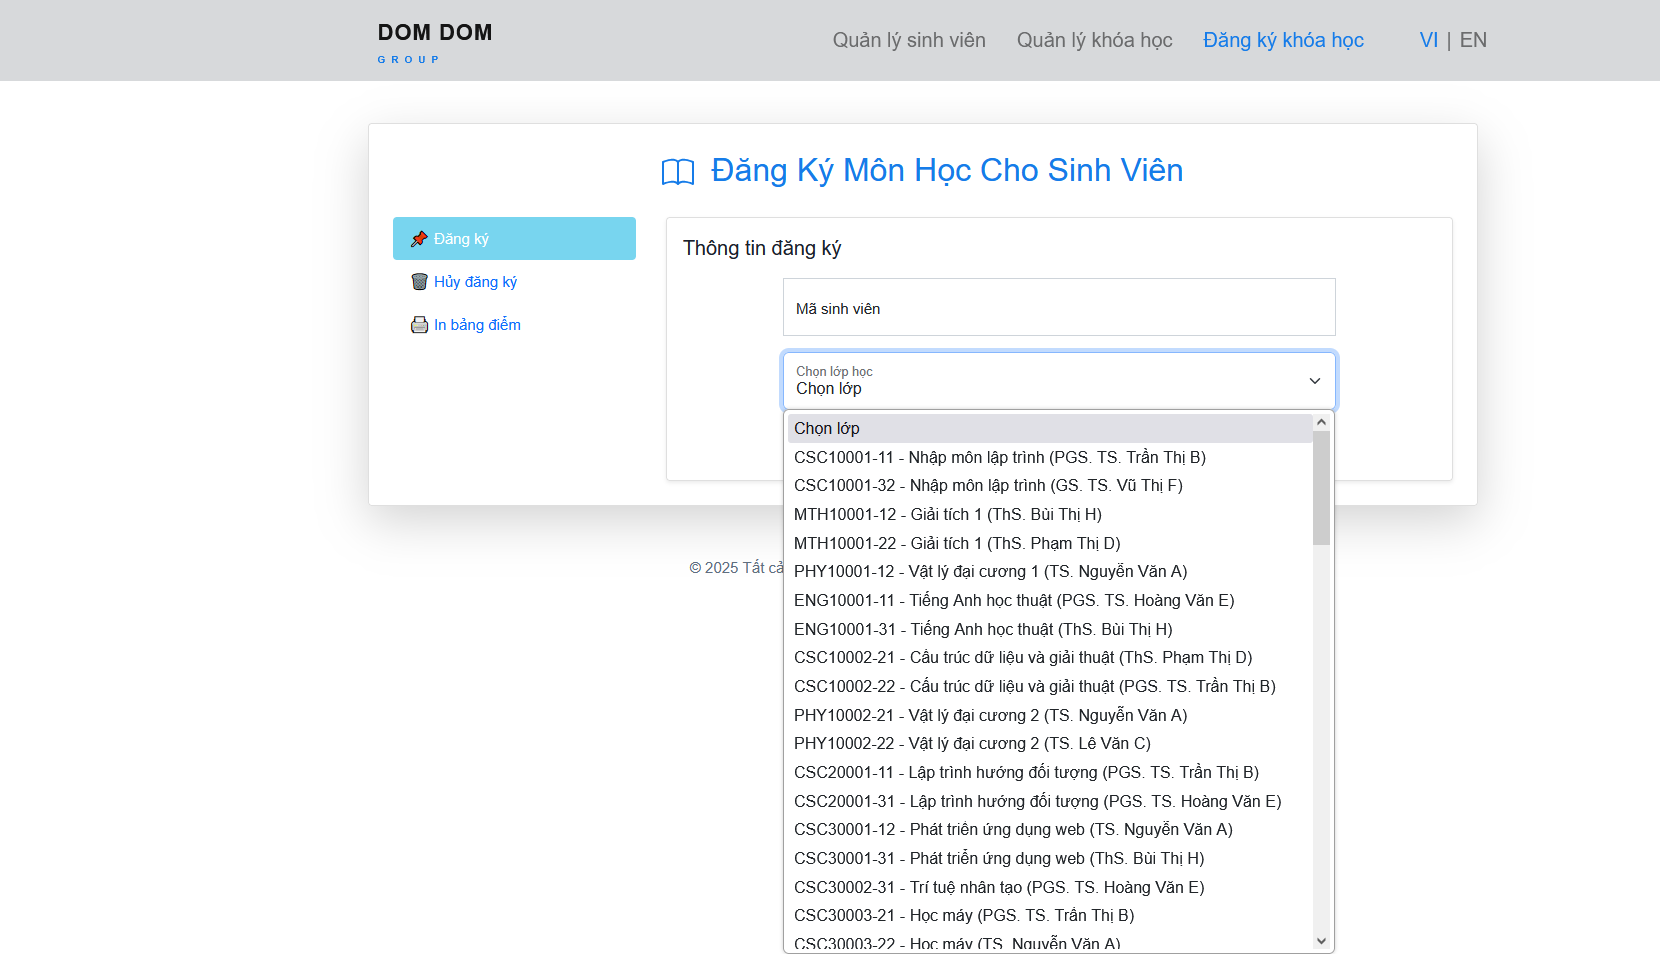 DOM DOM
GROUP
Quản lý sinh viên
Quản lý khóa học
Đăng ký khóa học
VI | EN
Đăng Ký Môn Học Cho Sinh Viên
Đăng ký
Hủy đăng ký
In bảng điểm
Thông tin đăng ký
Mã sinh viên
Chọn lớp học
Chọn lớp
Chọn lớp
CSC10001-11 - Nhập môn lập trình (PGS. TS. Trần Thị B)
CSC10001-32 - Nhập môn lập trình (GS. TS. Vũ Thị F)
MTH10001-12 - Giải tích 1 (ThS. Bùi Thị H)
MTH10001-22 - Giải tích 1 (ThS. Phạm Thị D)
PHY10001-12 - Vật lý đại cương 1 (TS. Nguyễn Văn A)
ENG10001-11 - Tiếng Anh học thuật (PGS. TS. Hoàng Văn E)
ENG10001-31 - Tiếng Anh học thuật (ThS. Bùi Thị H)
CSC10002-21 - Cấu trúc dữ liệu và giải thuật (ThS. Phạm Thị D)
CSC10002-22 - Cấu trúc dữ liệu và giải thuật (PGS. TS. Trần Thị B)
PHY10002-21 - Vật lý đại cương 2 (TS. Nguyễn Văn A)
PHY10002-22 - Vật lý đại cương 2 (TS. Lê Văn C)
CSC20001-11 - Lập trình hướng đối tượng (PGS. TS. Trần Thị B)
CSC20001-31 - Lập trình hướng đối tượng (PGS. TS. Hoàng Văn E)
CSC30001-12 - Phát triển ứng dụng web (TS. Nguyễn Văn A)
CSC30001-31 - Phát triển ứng dụng web (ThS. Bùi Thị H)
CSC30002-31 - Trí tuệ nhân tạo (PGS. TS. Hoàng Văn E)
CSC30003-21 - Học máy (PGS. TS. Trần Thị B)
CSC30003-22 - Học máy (TS. Nguyễn Văn A)
© 2025 Tất cả